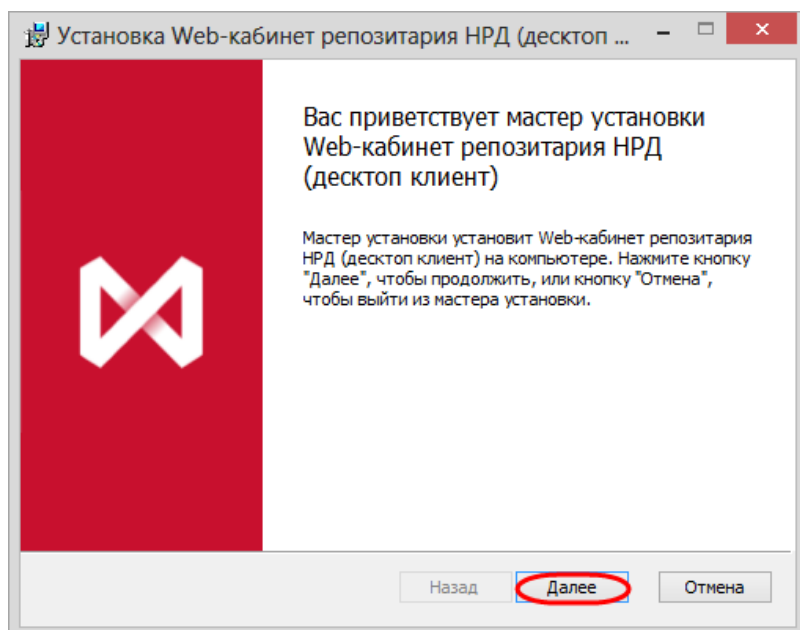 Установка Web-кабинет репозитария НРД (десктоп ...
Вас приветствует мастер установки
Web-кабинет репозитария НРД
(десктоп клиент)
Мастер установки установит Web-кабинет репозитария
НРД (десктоп клиент) на компьютере. Нажмите кнопку
"Далее", чтобы продолжить, или кнопку "Отмена",
чтобы выйти из мастера установки.
Назад Далее Отмена